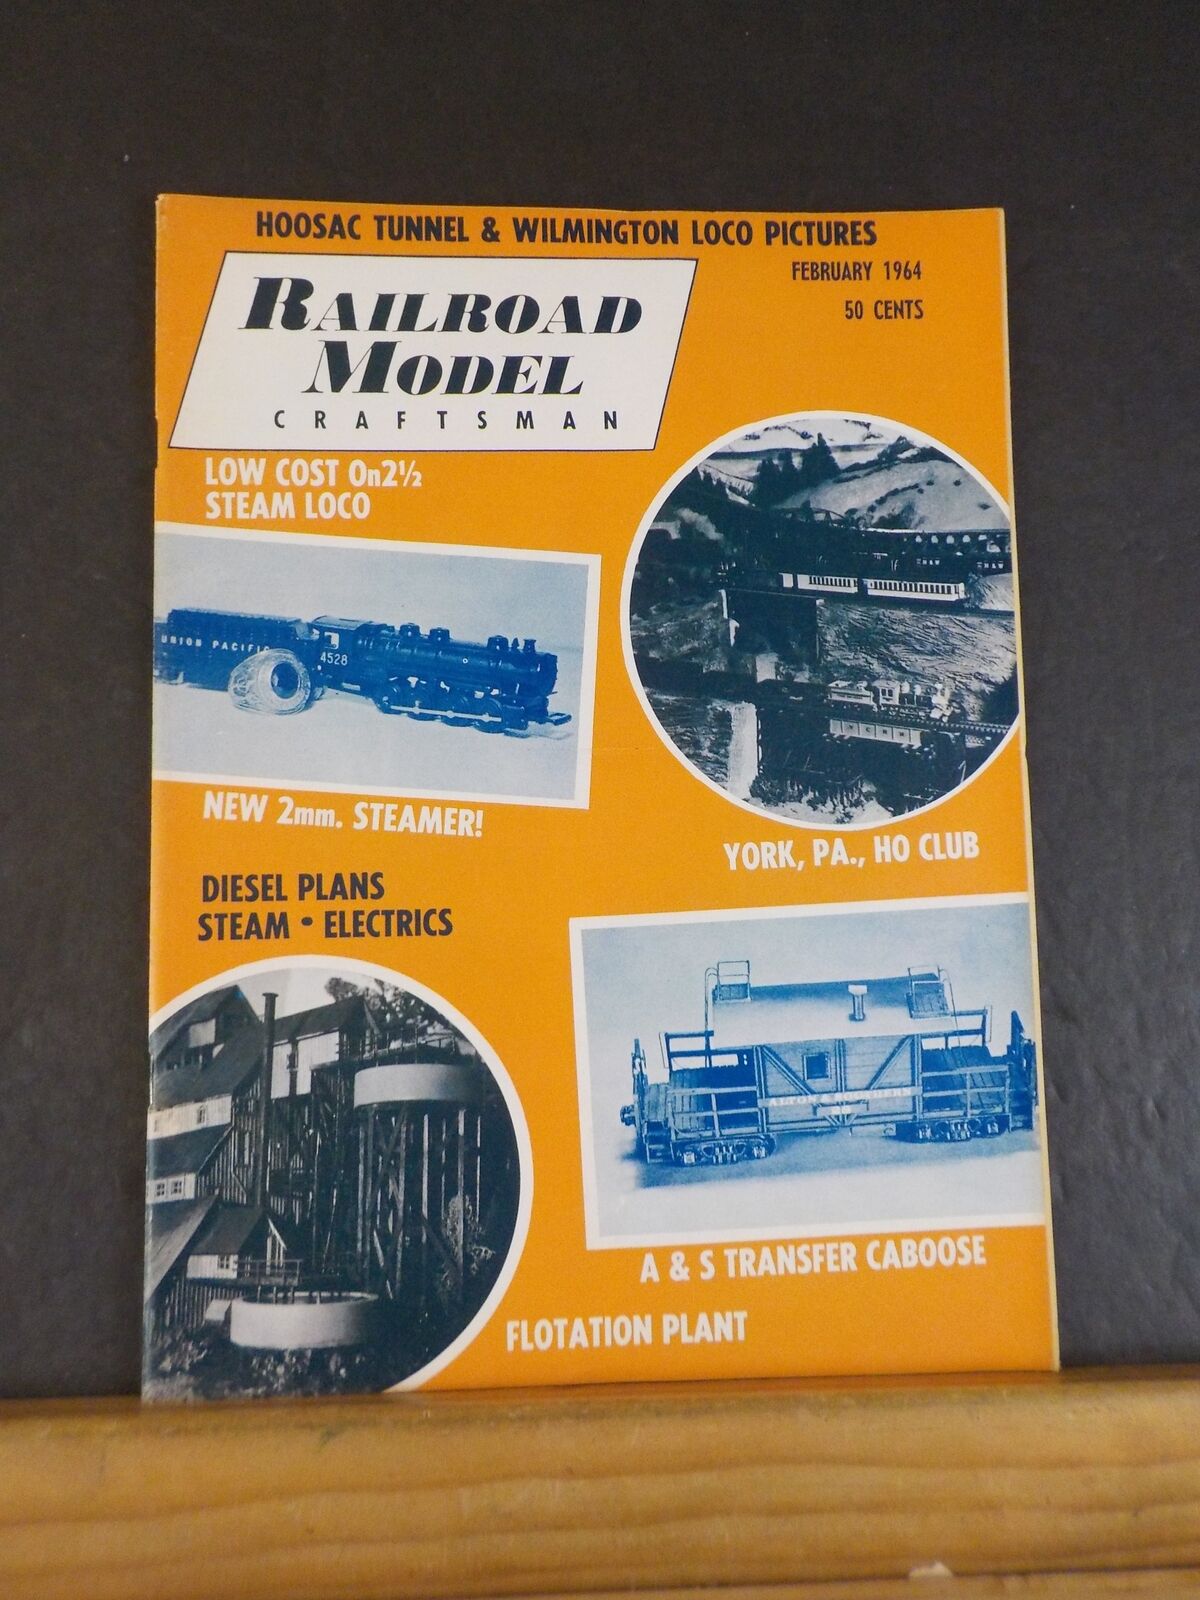 HOOSAC TUNNEL & WILMINGTON LOCO PICTURES
FEBRUARY 1964
50 CENTS
RAILROAD
MODEL
CRAFTSMAN
LOW COST On2½
STEAM LOCO
UNION PACIFIC
4528
NEW 2mm. STEAMER!
YORK, PA., HO CLUB
DIESEL PLANS
STEAM • ELECTRICS
ALTON & SOUTHERN
A & S TRANSFER CABOOSE
FLOTATION PLANT